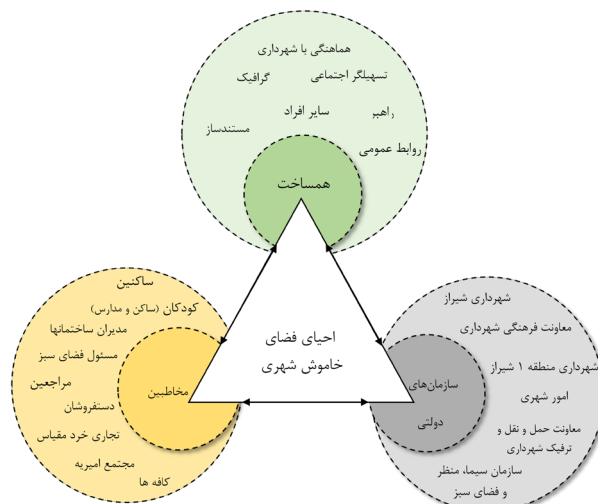 هماهنگی با شهرداری
تسهیلگر اجتماعی
گرافیک
راهبر
سایر افراد
مستندساز
روابط عمومی
همساخت
احیای فضای
خاموش شهری
ساکنین
کودکان (ساکن و مدارس)
مدیران ساختمانها
مسئول فضای سبز
مراجعین
مخاطبین
دستفروشان
تجاری خرد مقیاس
مجتمع امیریه
کافه ها
شهرداری شیراز
معاونت فرهنگی شهرداری
شهرداری منطقه ۱ شیراز
سازمان‌های
دولتی
امور شهری
معاونت حمل و نقل و
ترفیک شهرداری
سازمان سیما، منظر
و فضای سبز